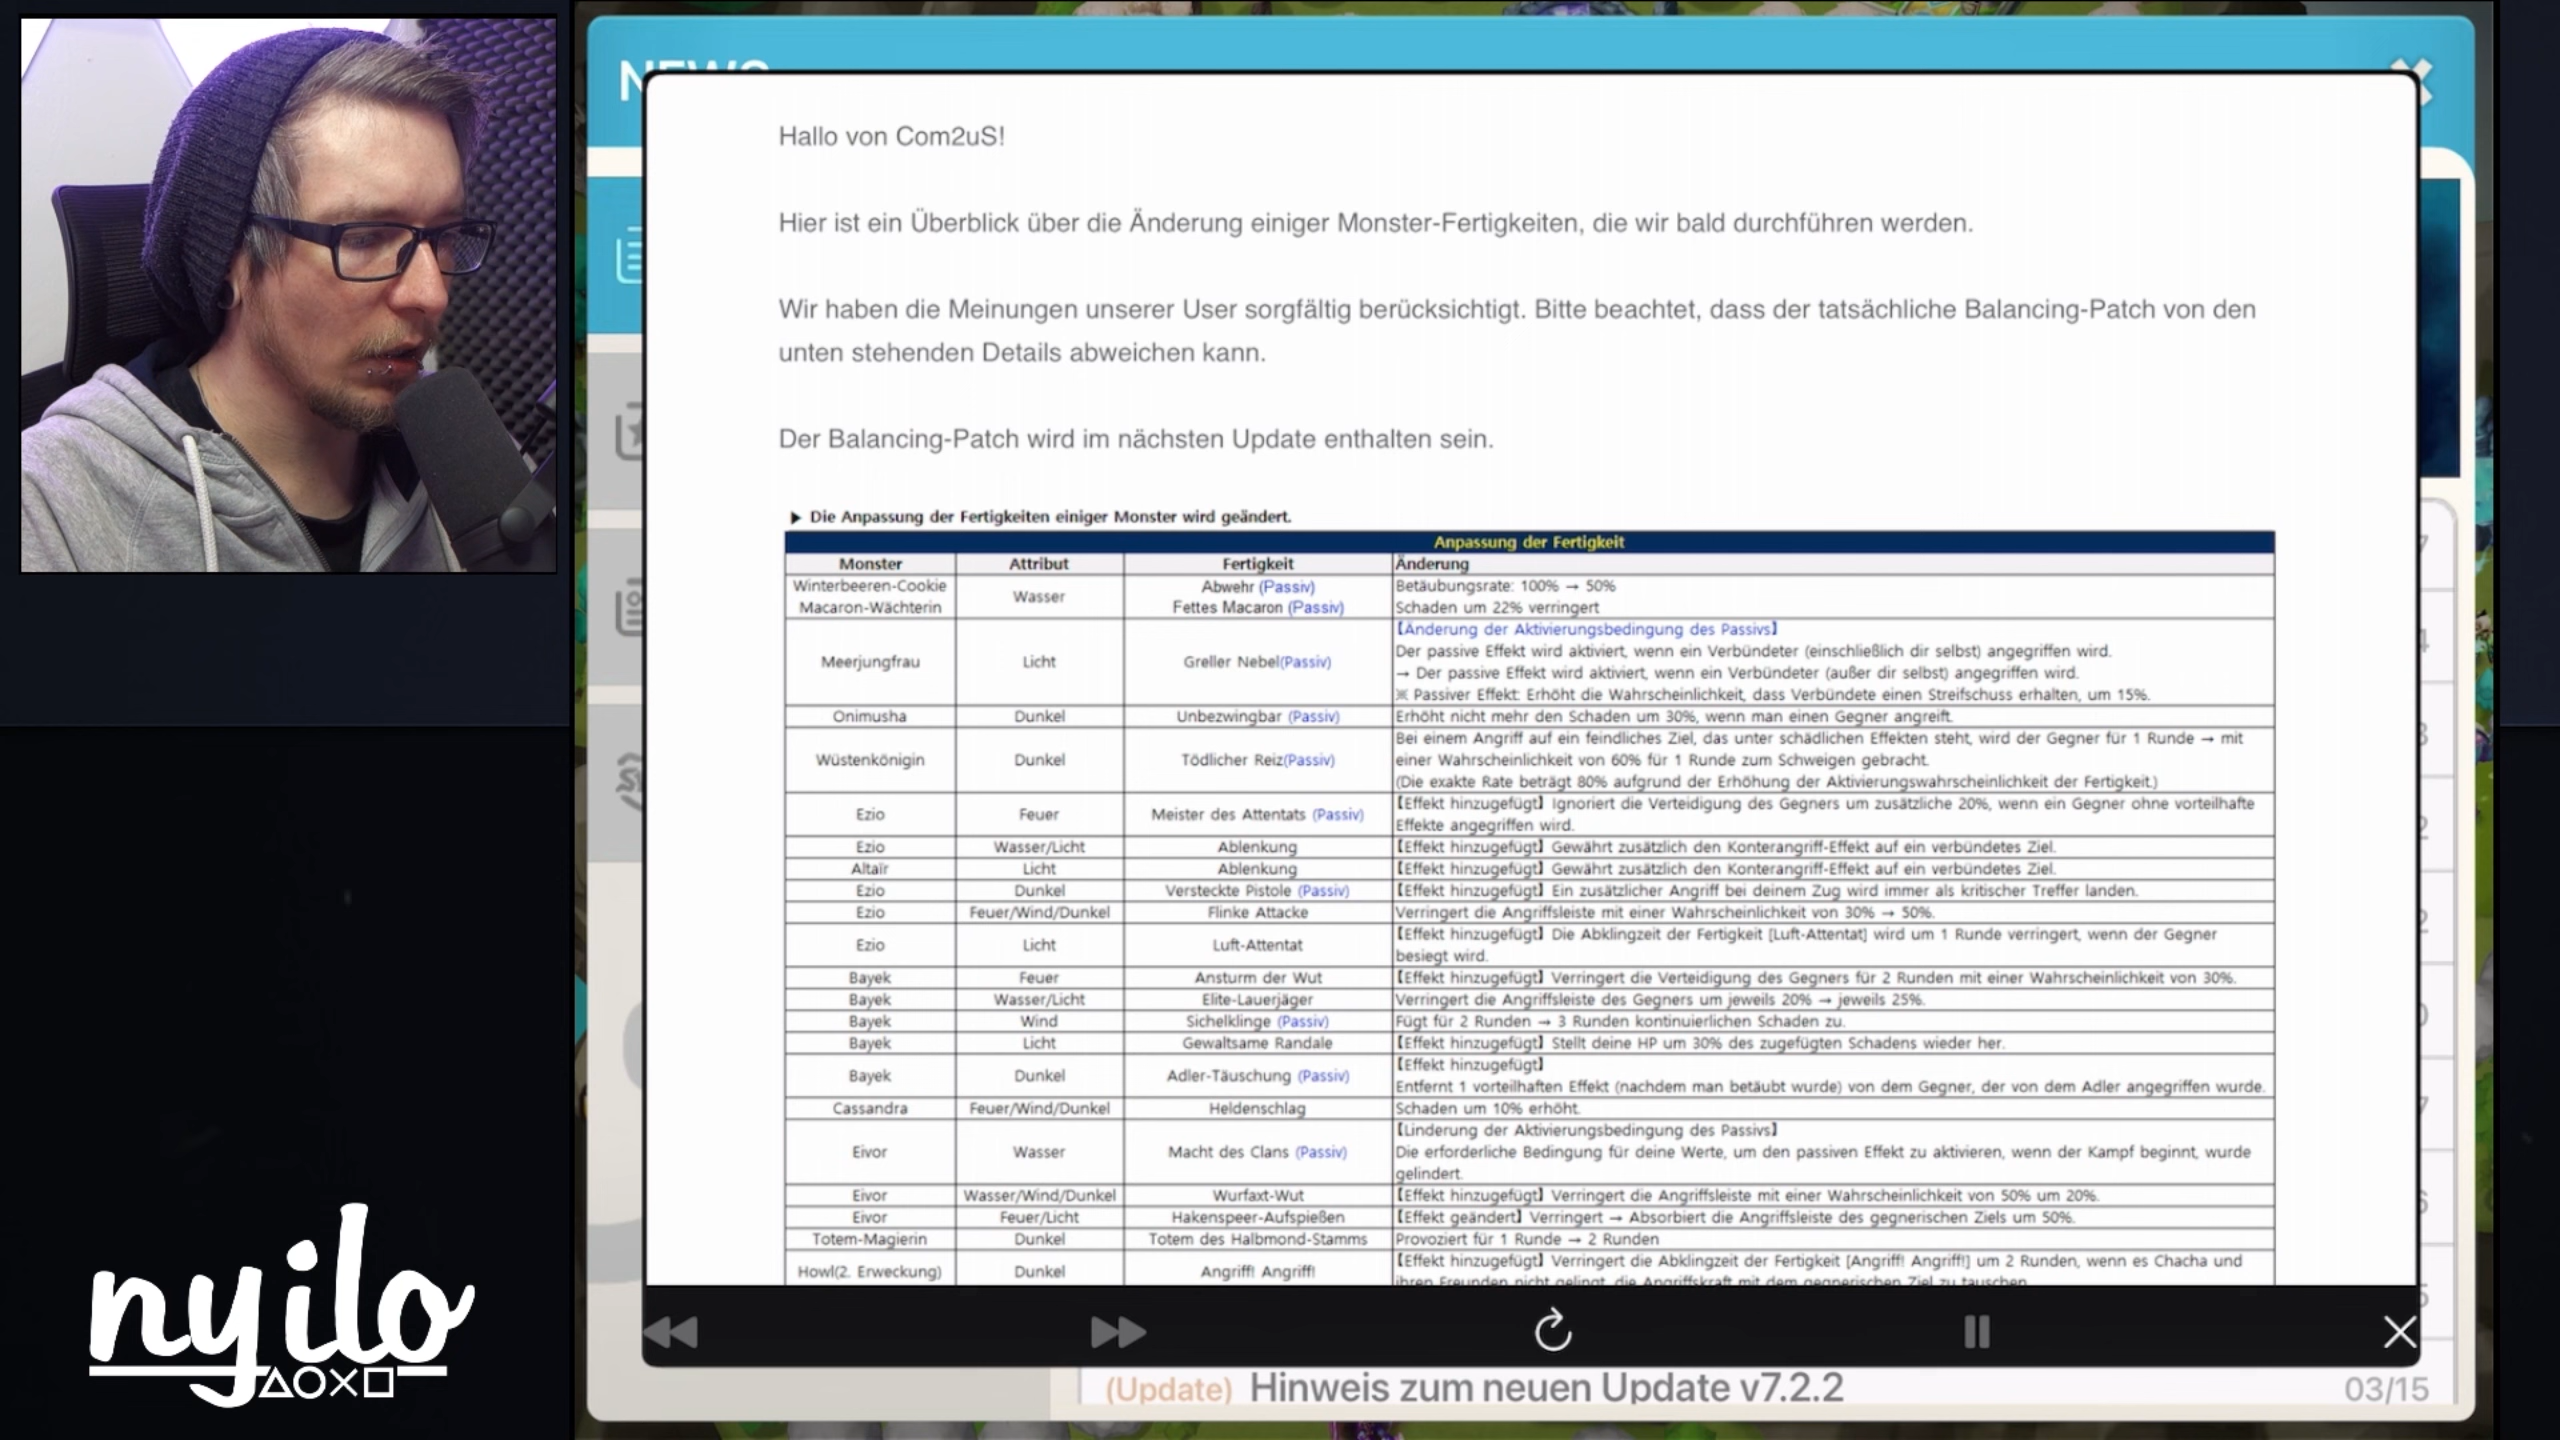 NEWS
Hallo von Com2uS!
Hier ist ein Überblick über die Änderung einiger Monster-Fertigkeiten, die wir bald durchführen werden.
Wir haben die Meinungen unserer User sorgfältig berücksichtigt. Bitte beachtet, dass der tatsächliche Balancing-Patch von den
unten stehenden Details abweichen kann.
Der Balancing-Patch wird im nächsten Update enthalten sein.
▶ Die Anpassung der Fertigkeiten einiger Monster wird geändert.
Anpassung der Fertigkeit
Monster Attribut Fertigkeit Änderung
Winterbeeren-Cookie Abwehr (Passiv) Betäubungsrate: 100% → 50%
Wasser
Macaron-Wächterin Fettes Macaron (Passiv) Schaden um 22% verringert
【Änderung der Aktivierungsbedingung des Passivs】
Der passive Effekt wird aktiviert, wenn ein Verbündeter (einschließlich dir selbst) angegriffen wird.
Meerjungfrau Licht Greller Nebel(Passiv)
→ Der passive Effekt wird aktiviert, wenn ein Verbündeter (außer dir selbst) angegriffen wird.
※ Passiver Effekt: Erhöht die Wahrscheinlichkeit, dass Verbündete einen Streifschuss erhalten, um 15%.
Onimusha Dunkel Unbezwingbar (Passiv) Erhöht nicht mehr den Schaden um 30%, wenn man einen Gegner angreift.
Bei einem Angriff auf ein feindliches Ziel, das unter schädlichen Effekten steht, wird der Gegner für 1 Runde → mit
Wüstenkönigin Dunkel Tödlicher Reiz(Passiv) einer Wahrscheinlichkeit von 60% für 1 Runde zum Schweigen gebracht.
(Die exakte Rate beträgt 80% aufgrund der Erhöhung der Aktivierungswahrscheinlichkeit der Fertigkeit.)
Ezio Feuer Meister des Attentats (Passiv) 【Effekt hinzugefügt】 Ignoriert die Verteidigung des Gegners um zusätzliche 20%, wenn ein Gegner ohne vorteilhafte
Effekte angegriffen wird.
Ezio Wasser/Licht Ablenkung 【Effekt hinzugefügt】 Gewährt zusätzlich den Konterangriff-Effekt auf ein verbündetes Ziel.
Altaïr Licht Ablenkung 【Effekt hinzugefügt】 Gewährt zusätzlich den Konterangriff-Effekt auf ein verbündetes Ziel.
Ezio Dunkel Versteckte Pistole (Passiv) 【Effekt hinzugefügt】 Ein zusätzlicher Angriff bei deinem Zug wird immer als kritischer Treffer landen.
Ezio Feuer/Wind/Dunkel Flinke Attacke Verringert die Angriffsleiste mit einer Wahrscheinlichkeit von 30% → 50%.
Ezio Licht Luft-Attentat 【Effekt hinzugefügt】 Die Abklingzeit der Fertigkeit [Luft-Attentat] wird um 1 Runde verringert, wenn der Gegner
besiegt wird.
Bayek Feuer Ansturm der Wut 【Effekt hinzugefügt】 Verringert die Verteidigung des Gegners für 2 Runden mit einer Wahrscheinlichkeit von 30%.
Bayek Wasser/Licht Elite-Lauerjäger Verringert die Angriffsleiste des Gegners um jeweils 20% → jeweils 25%.
Bayek Wind Sichelklinge (Passiv) Fügt für 2 Runden → 3 Runden kontinuierlichen Schaden zu.
Bayek Licht Gewaltsame Randale 【Effekt hinzugefügt】 Stellt deine HP um 30% des zugefügten Schadens wieder her.
Bayek Dunkel Adler-Täuschung (Passiv) 【Effekt hinzugefügt】
Entfernt 1 vorteilhaften Effekt (nachdem man betäubt wurde) von dem Gegner, der von dem Adler angegriffen wurde.
Cassandra Feuer/Wind/Dunkel Heldenschlag Schaden um 10% erhöht.
【Linderung der Aktivierungsbedingung des Passivs】
Eivor Wasser Macht des Clans (Passiv) Die erforderliche Bedingung für deine Werte, um den passiven Effekt zu aktivieren, wenn der Kampf beginnt, wurde
gelindert.
Eivor Wasser/Wind/Dunkel Wurfaxt-Wut 【Effekt hinzugefügt】 Verringert die Angriffsleiste mit einer Wahrscheinlichkeit von 50% um 20%.
Eivor Feuer/Licht Hakenspeer-Aufspießen 【Effekt geändert】 Verringert → Absorbiert die Angriffsleiste des gegnerischen Ziels um 50%.
Totem-Magierin Dunkel Totem des Halbmond-Stamms Provoziert für 1 Runde → 2 Runden
Howl(2. Erweckung) Dunkel Angriff! Angriff! 【Effekt hinzugefügt】 Verringert die Abklingzeit der Fertigkeit [Angriff! Angriff!] um 2 Runden, wenn es Chacha und
ihren Freunden nicht gelingt, die Angriffskraft mit dem gegnerischen Ziel zu tauschen
(Update) Hinweis zum neuen Update v7.2.2 03/15
nyilo